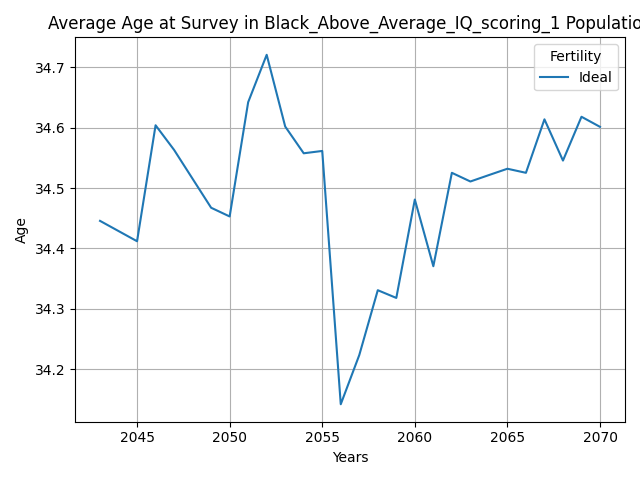 Average Age at Survey in Black_Above_Average_IQ_scoring_1 Populatio
Fertility
Ideal
34.7
34.6
34.5
34.4
34.3
34.2
Age
2045 2050 2055 2060 2065 2070
Years